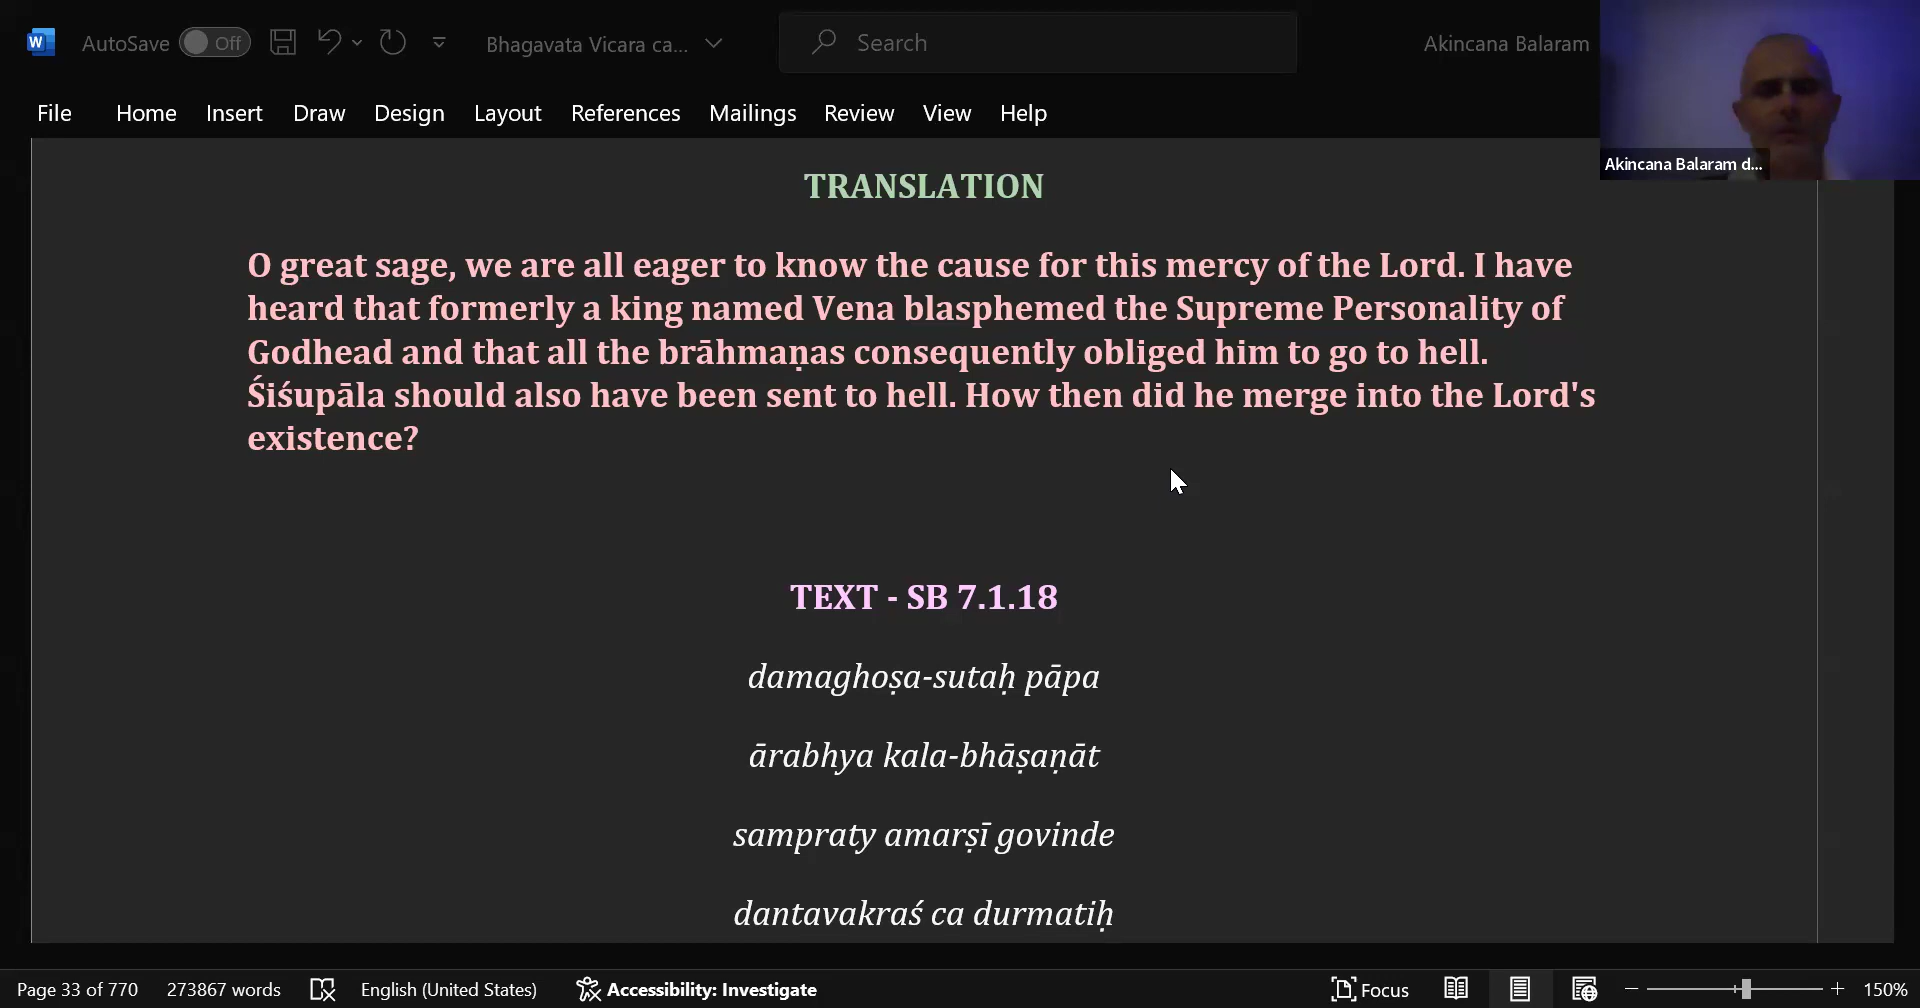 W AutoSave Off Bhagavata Vicara ca... Search Akincana Balaram
File Home Insert Draw Design Layout References Mailings Review View Help
Akincana Balaram d...
TRANSLATION
O great sage, we are all eager to know the cause for this mercy of the Lord. I have
heard that formerly a king named Vena blasphemed the Supreme Personality of
Godhead and that all the brāhmaṇas consequently obliged him to go to hell.
Śiśupāla should also have been sent to hell. How then did he merge into the Lord's
existence?
TEXT - SB 7.1.18
damaghoṣa-sutaḥ pāpa
ārabhya kala-bhāṣaṇāt
sampraty amarṣī govinde
dantavakraś ca durmatiḥ
Page 33 of 770 273867 words English (United States) Accessibility: Investigate Focus 150%